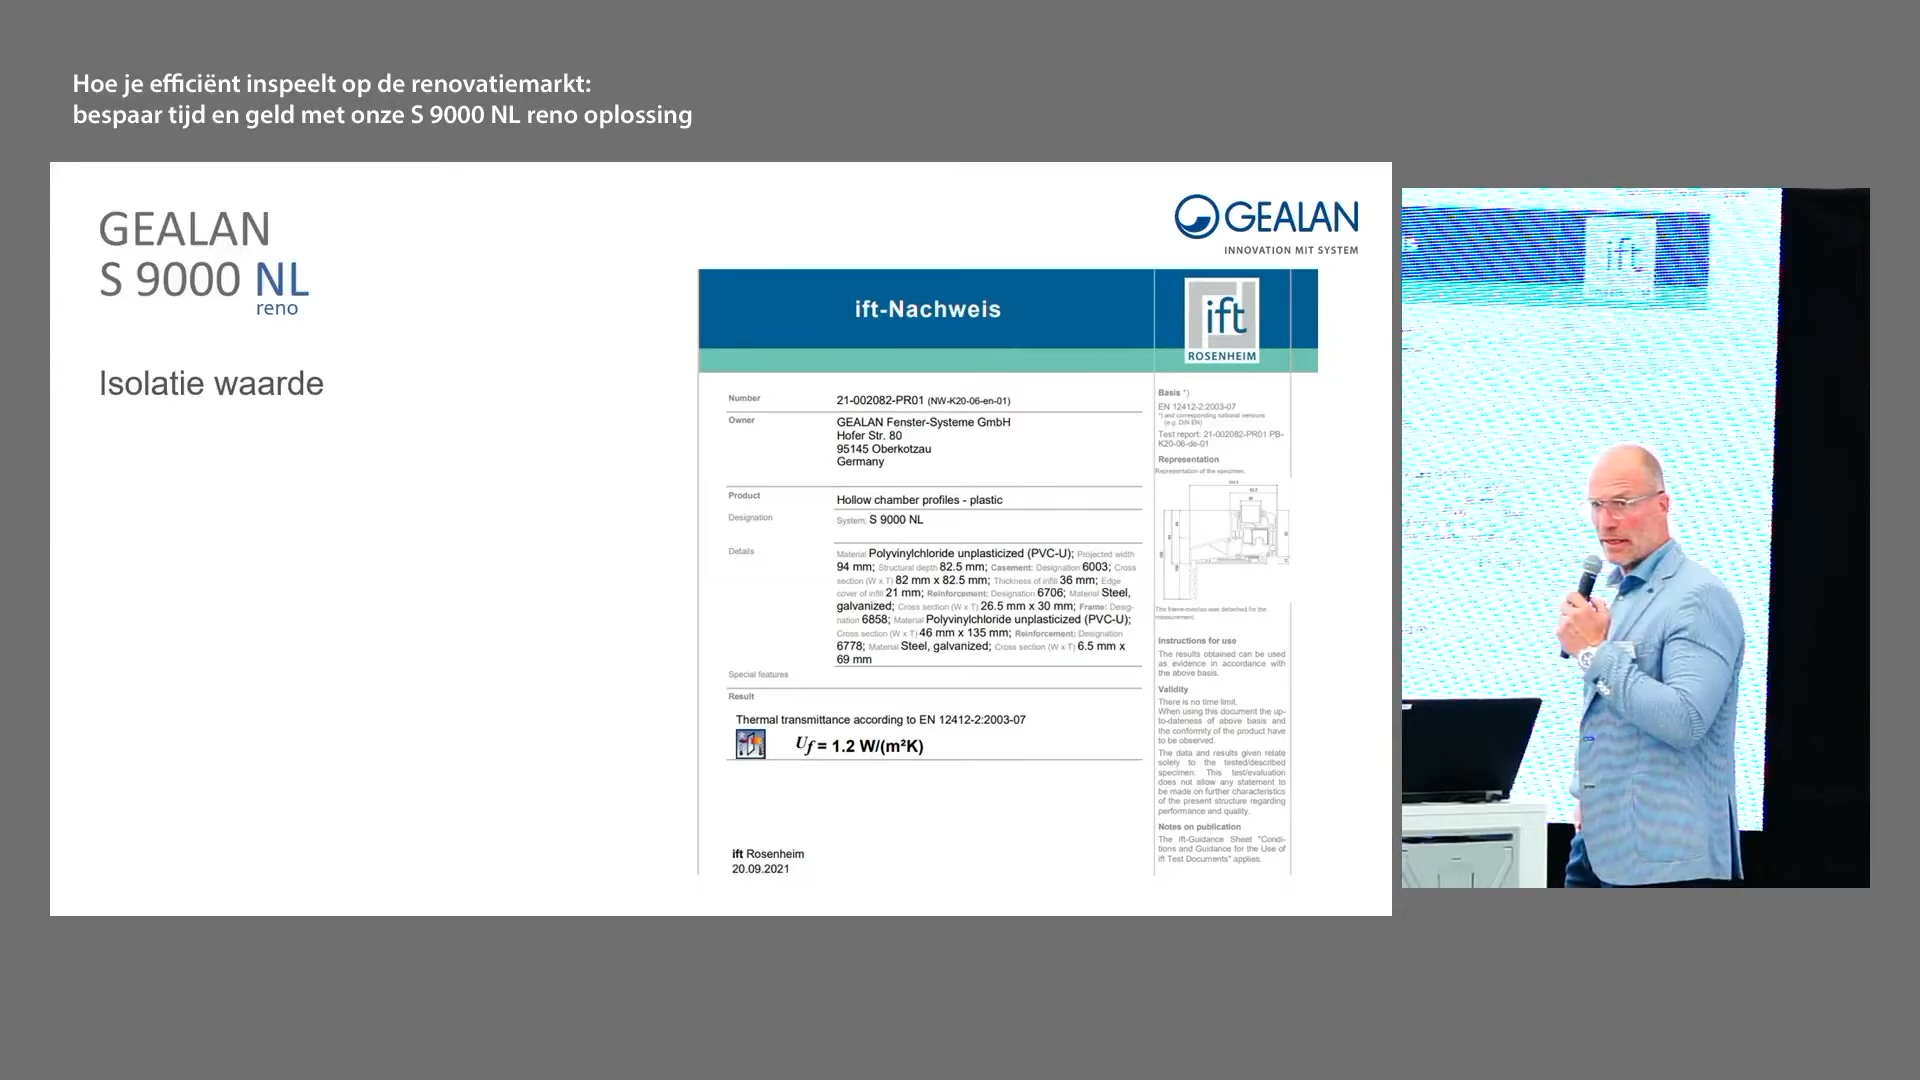 Hoe je efficiënt inspeelt op de renovatiemarkt:
bespaar tijd en geld met onze S 9000 NL reno oplossing
GEALAN
S 9000 NL
reno
Isolatie waarde
GEALAN
INNOVATION MIT SYSTEM
ift-Nachweis
ift
ROSENHEIM
Number
21-002082-PR01 (NW-K20-06-en-01)
Owner
GEALAN Fenster-Systeme GmbH
Hofer Str. 80
95145 Oberkotzau
Germany
Product
Hollow chamber profiles - plastic
Designation
System: S 9000 NL
Details
Material Polyvinylchloride unplasticized (PVC-U); Projected width
94 mm; Structural depth 82.5 mm; Casement: Designation 6003; Cross
section (W x T) 82 mm x 82.5 mm; Thickness of infill 36 mm; Edge
cover of infill 21 mm; Reinforcement: Designation 6706; Material Steel,
galvanized; Cross section (W x T) 26.5 mm x 30 mm; Frame: Desig-
nation 6858; Material Polyvinylchloride unplasticized (PVC-U);
Cross section (W x T) 46 mm x 135 mm; Reinforcement: Designation
6778; Material Steel, galvanized; Cross section (W x T) 6.5 mm x
69 mm
Special features
Result
Thermal transmittance according to EN 12412-2:2003-07
Uf = 1.2 W/(m²K)
ift Rosenheim
20.09.2021
Basis *)
EN 12412-2:2003-07
*) and corresponding national versions
(e.g. DIN EN)
Test report: 21-002082-PR01 PB-
K20-06-de-01
Representation
Representation of the specimen.
The frame-overlap was detached for the
measurement.
Instructions for use
The results obtained can be used
as evidence in accordance with
the above basis.
Validity
There is no time limit.
When using this document the up-
to-dateness of above basis and
the conformity of the product have
to be observed.
The data and results given relate
solely to the tested/described
specimen. This test/evaluation
does not allow any statement to
be made on further characteristics
of the present structure regarding
performance and quality.
Notes on publication
The ift-Guidance Sheet "Condi-
tions and Guidance for the Use of
ift Test Documents" applies.
ift